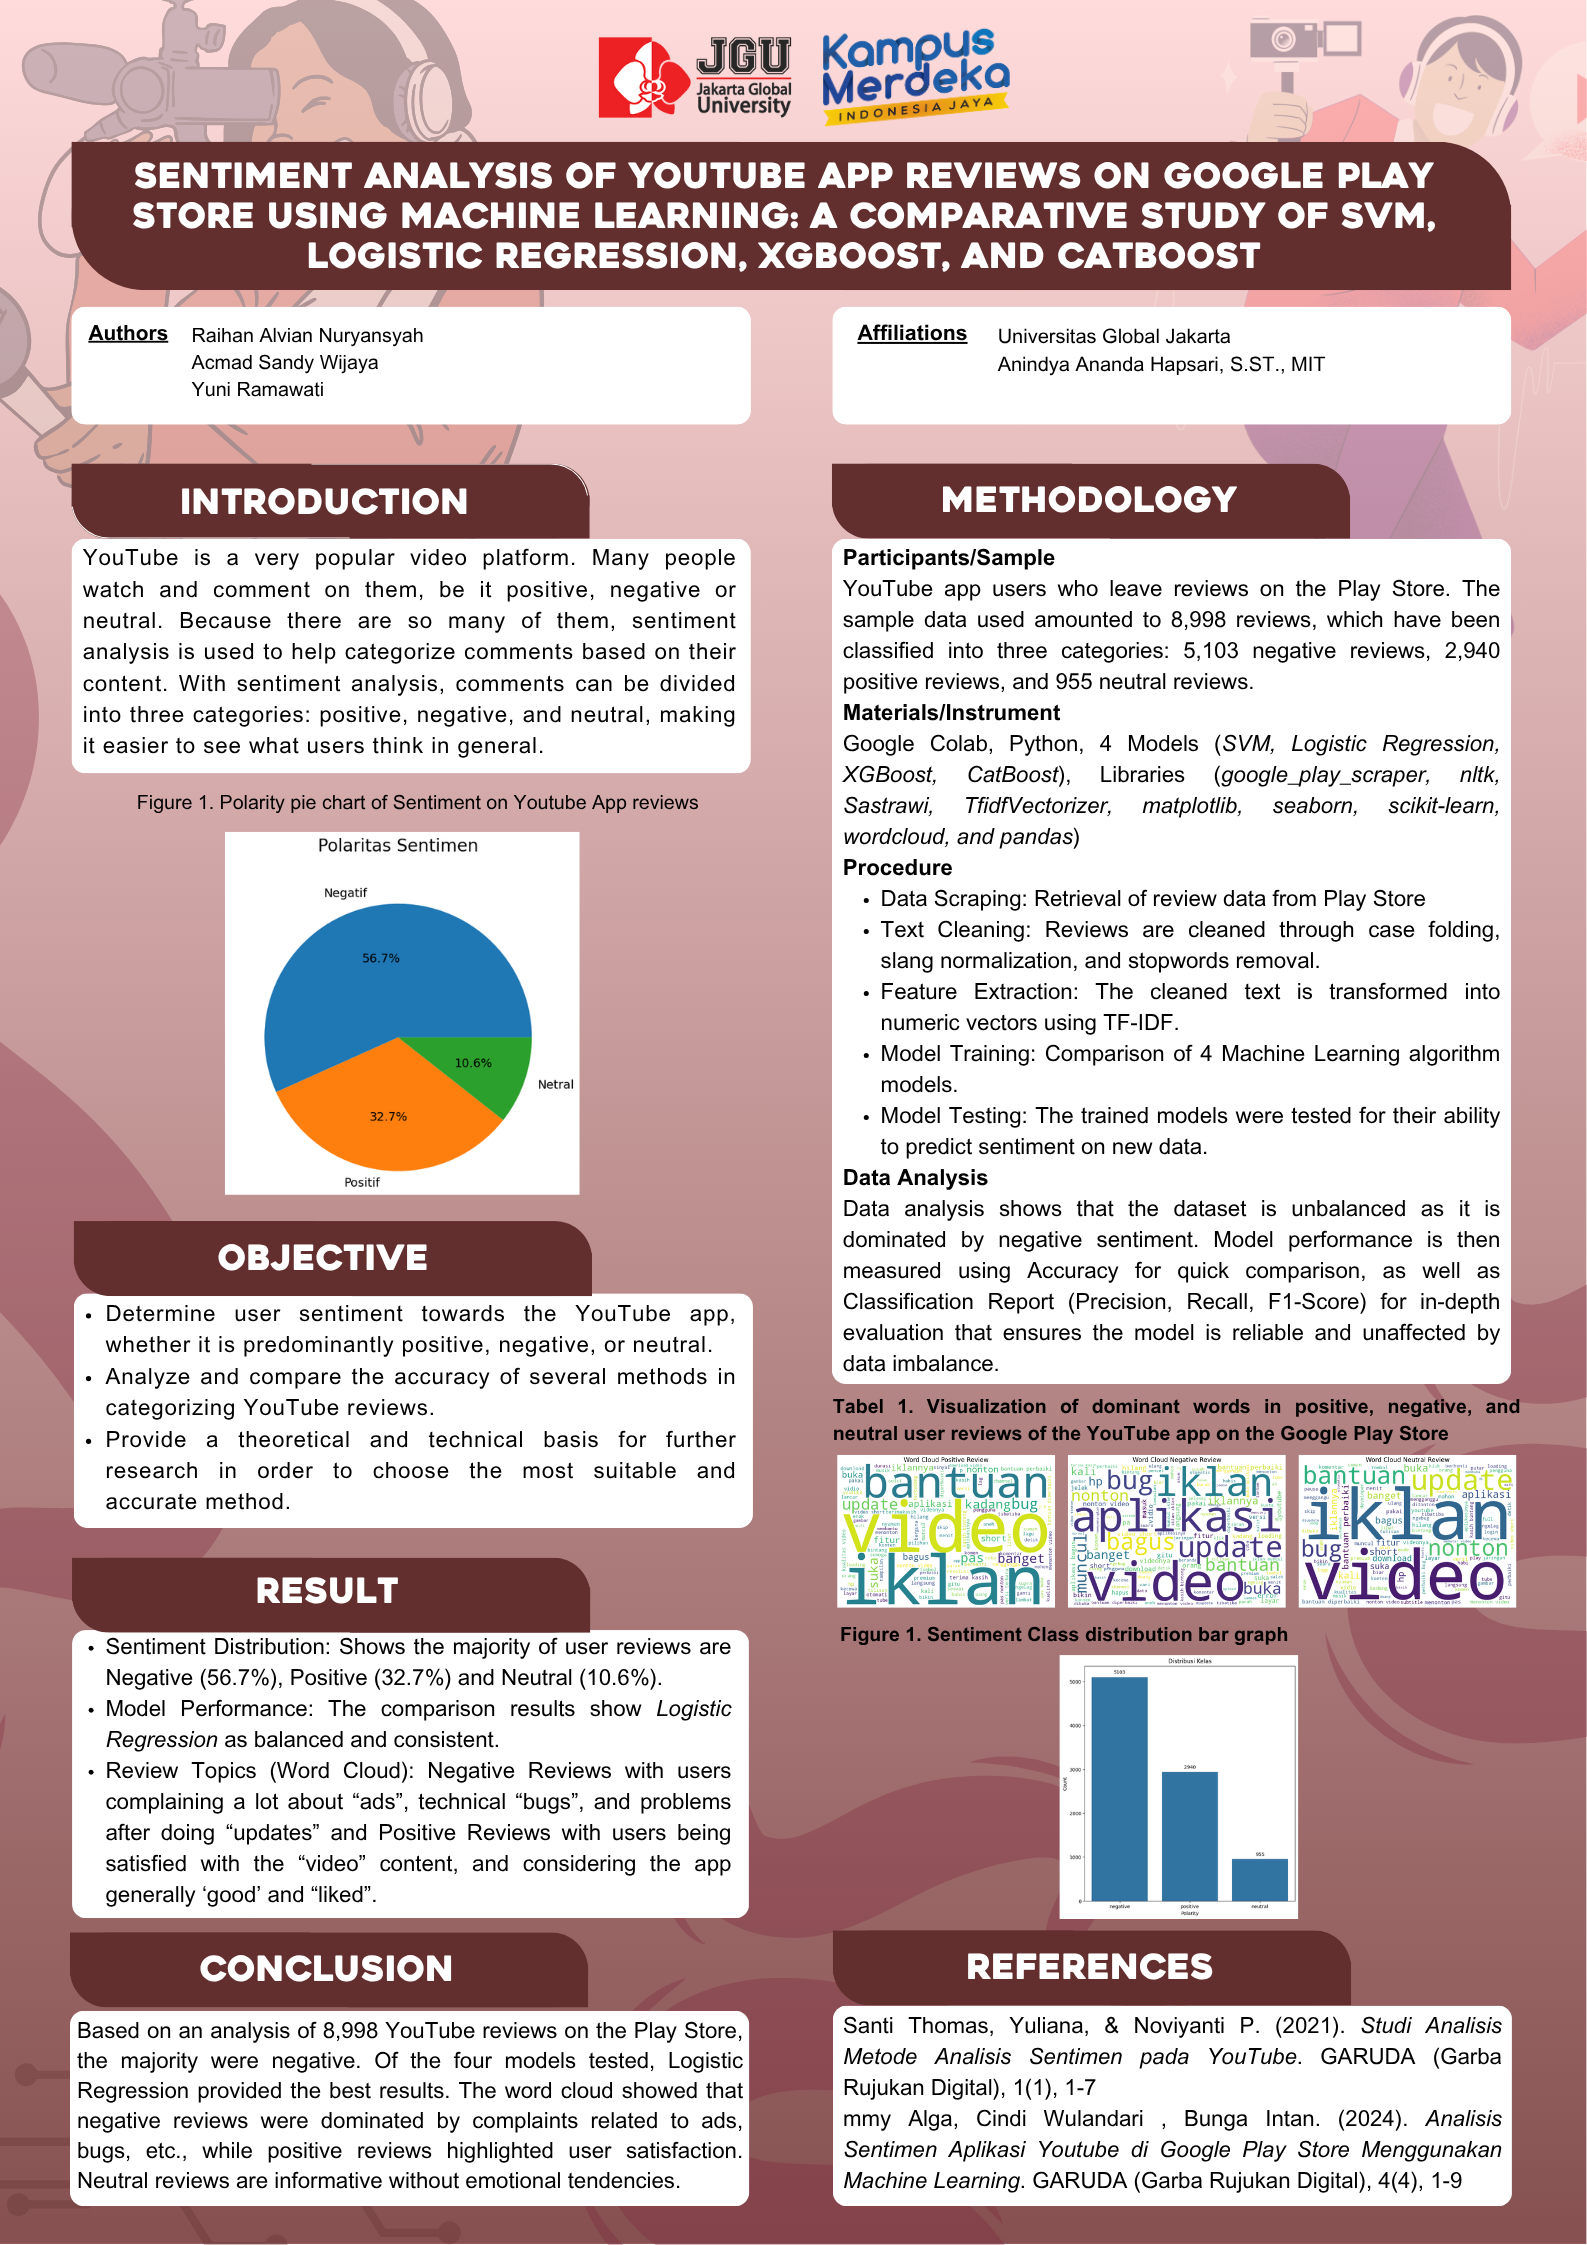 JGU
Jakarta Global
University
Kampus
Merdeka
INDONESIA JAYA
SENTIMENT ANALYSIS OF YOUTUBE APP REVIEWS ON GOOGLE PLAY
STORE USING MACHINE LEARNING: A COMPARATIVE STUDY OF SVM,
LOGISTIC REGRESSION, XGBOOST, AND CATBOOST
Authors
Raihan Alvian Nuryansyah
Acmad Sandy Wijaya
Yuni Ramawati
Affiliations
Universitas Global Jakarta
Anindya Ananda Hapsari, S.ST., MIT
INTRODUCTION
YouTube is a very popular video platform. Many people
watch and comment on them, be it positive, negative or
neutral. Because there are so many of them, sentiment
analysis is used to help categorize comments based on their
content. With sentiment analysis, comments can be divided
into three categories: positive, negative, and neutral, making
it easier to see what users think in general.
Figure 1. Polarity pie chart of Sentiment on Youtube App reviews
Polaritas Sentimen
Negatif
56.7%
10.6%
Netral
32.7%
Positif
OBJECTIVE
• Determine user sentiment towards the YouTube app,
whether it is predominantly positive, negative, or neutral.
• Analyze and compare the accuracy of several methods in
categorizing YouTube reviews.
• Provide a theoretical and technical basis for further
research in order to choose the most suitable and
accurate method.
RESULT
• Sentiment Distribution: Shows the majority of user reviews are
Negative (56.7%), Positive (32.7%) and Neutral (10.6%).
• Model Performance: The comparison results show Logistic
Regression as balanced and consistent.
• Review Topics (Word Cloud): Negative Reviews with users
complaining a lot about “ads”, technical “bugs”, and problems
after doing “updates” and Positive Reviews with users being
satisfied with the “video” content, and considering the app
generally ‘good’ and “liked”.
CONCLUSION
Based on an analysis of 8,998 YouTube reviews on the Play Store,
the majority were negative. Of the four models tested, Logistic
Regression provided the best results. The word cloud showed that
negative reviews were dominated by complaints related to ads,
bugs, etc., while positive reviews highlighted user satisfaction.
Neutral reviews are informative without emotional tendencies.
METHODOLOGY
Participants/Sample
YouTube app users who leave reviews on the Play Store. The
sample data used amounted to 8,998 reviews, which have been
classified into three categories: 5,103 negative reviews, 2,940
positive reviews, and 955 neutral reviews.
Materials/Instrument
Google Colab, Python, 4 Models (SVM, Logistic Regression,
XGBoost, CatBoost), Libraries (google_play_scraper, nltk,
Sastrawi, TfidfVectorizer, matplotlib, seaborn, scikit-learn,
wordcloud, and pandas)
Procedure
• Data Scraping: Retrieval of review data from Play Store
• Text Cleaning: Reviews are cleaned through case folding,
slang normalization, and stopwords removal.
• Feature Extraction: The cleaned text is transformed into
numeric vectors using TF-IDF.
• Model Training: Comparison of 4 Machine Learning algorithm
models.
• Model Testing: The trained models were tested for their ability
to predict sentiment on new data.
Data Analysis
Data analysis shows that the dataset is unbalanced as it is
dominated by negative sentiment. Model performance is then
measured using Accuracy for quick comparison, as well as
Classification Report (Precision, Recall, F1-Score) for in-depth
evaluation that ensures the model is reliable and unaffected by
data imbalance.
Tabel 1. Visualization of dominant words in positive, negative, and
neutral user reviews of the YouTube app on the Google Play Store
Word Cloud Positive Review
iklannya nonton
buka
bantuan
update aplikasi kadang bug
video
fitur short
bagus pas banget
suka
iklan
Word Cloud Negative Review
kali
hp bug iklan
nonton
iklannya
aplikasi
bagus update
banget bantuan
short
download
muncul
video buka
Word Cloud Neutral Review
buka
bantuan update
banget aplikasi
iklan
bagus
bug fitur nonton
short
download
suka
bantuan perbaiki
kali hp
video
Figure 1. Sentiment Class distribution bar graph
Distribusi Kelas
5103
5000
4000
3000
2940
2000
1000
955
0
Count
negative
positive
neutral
Polarity
REFERENCES
Santi Thomas, Yuliana, & Noviyanti P. (2021). Studi Analisis
Metode Analisis Sentimen pada YouTube. GARUDA (Garba
Rujukan Digital), 1(1), 1-7
mmy Alga, Cindi Wulandari , Bunga Intan. (2024). Analisis
Sentimen Aplikasi Youtube di Google Play Store Menggunakan
Machine Learning. GARUDA (Garba Rujukan Digital), 4(4), 1-9